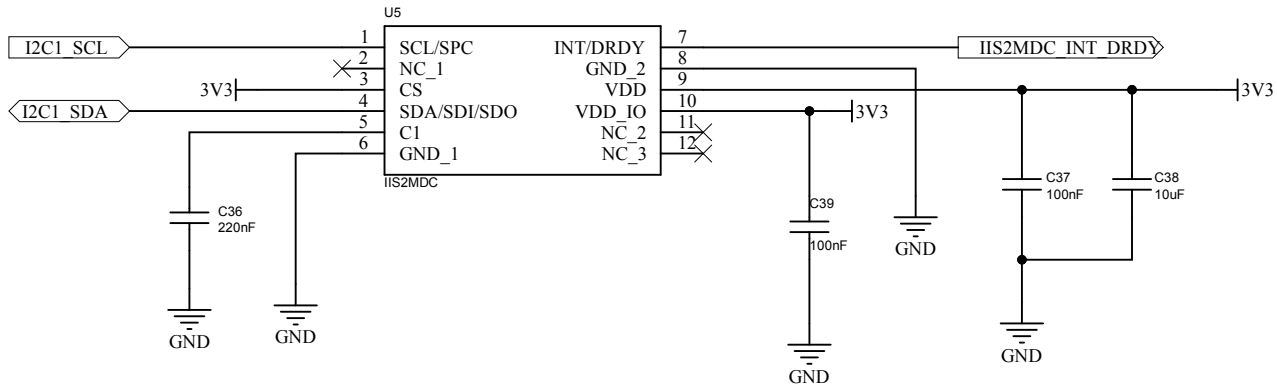 U5
I2C1_SCL 1 SCL/SPC INT/DRDY 7 IIS2MDC_INT_DRDY
2 NC_1 GND_2 8
3V3 3 CS VDD 9 3V3
I2C1_SDA 4 SDA/SDI/SDO VDD_IO 10 3V3
5 C1 NC_2 11
6 GND_1 NC_3 12
IIS2MDC
C36
220nF
C39
100nF
C37
100nF
C38
10uF
GND
GND
GND
GND
GND